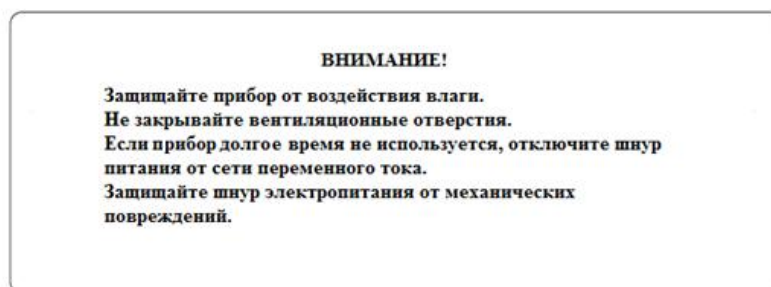 ВНИМАНИЕ!
Защищайте прибор от воздействия влаги.
Не закрывайте вентиляционные отверстия.
Если прибор долгое время не используется, отключите шнур
питания от сети переменного тока.
Защищайте шнур электропитания от механических
повреждений.